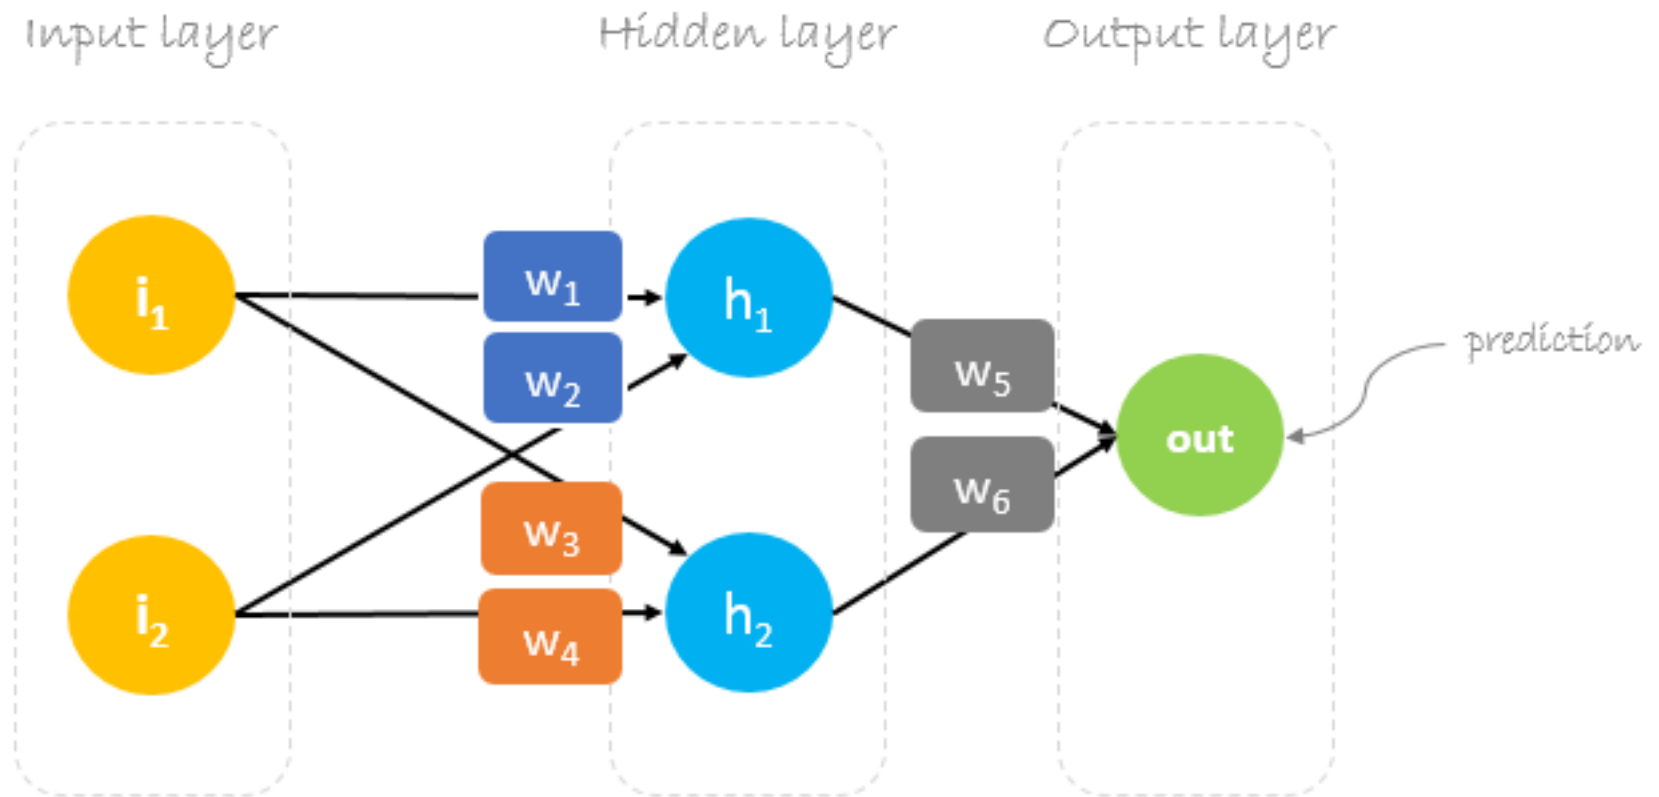 Input layer
Hidden layer
Output layer
i₁
w₁
h₁
w₂
w₅
prediction
out
w₃
w₆
i₂
w₄
h₂